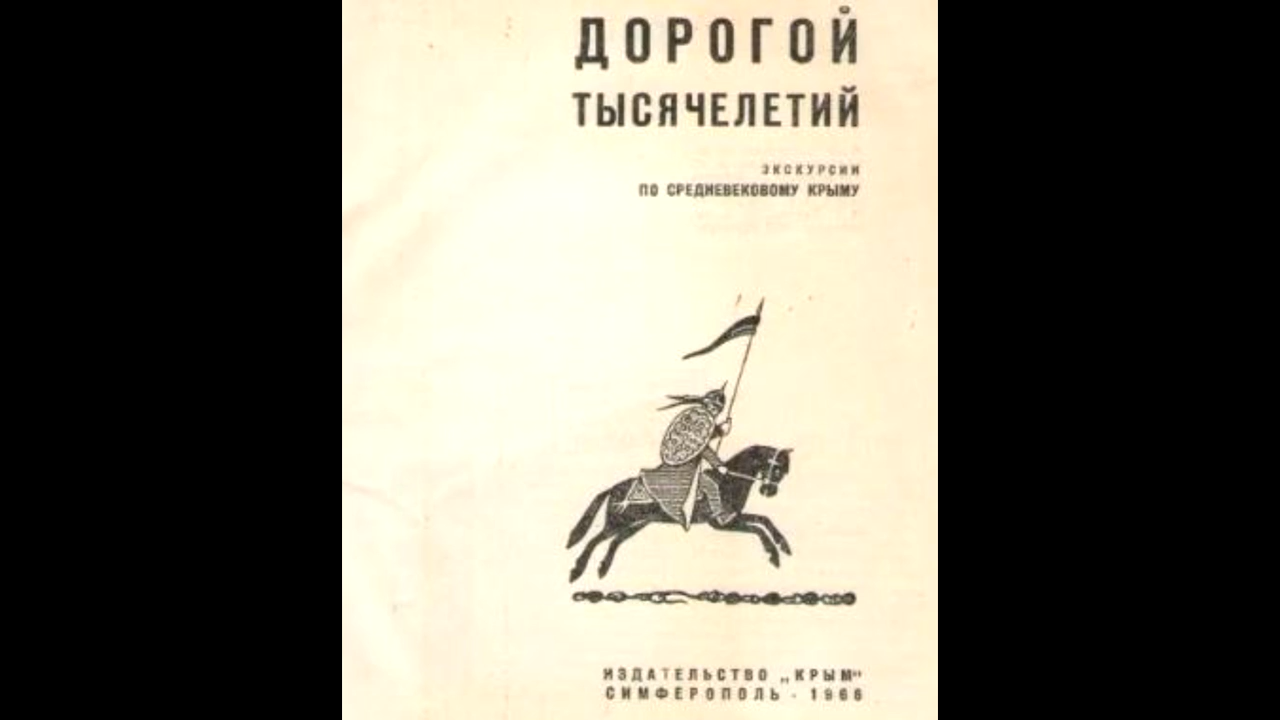 ДОРОГОЙ
ТЫСЯЧЕЛЕТИЙ
ЭКСКУРСИИ
ПО СРЕДНЕВЕКОВОМУ КРЫМУ
ИЗДАТЕЛЬСТВО „КРЫМ“
СИМФЕРОПОЛЬ - 1966